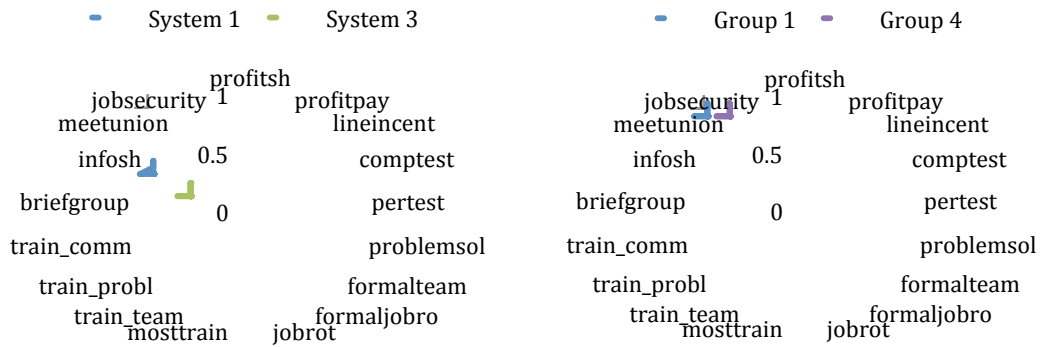 System 1
System 3
profitsh
jobsecurity
1
profitpay
meetunion
lineincent
infosh
0.5
comptest
briefgroup
0
pertest
train_comm
problemsol
train_probl
formalteam
train_team
formaljobro
mosttrain
jobrot
Group 1
Group 4
profitsh
jobsecurity
1
profitpay
meetunion
lineincent
infosh
0.5
comptest
briefgroup
0
pertest
train_comm
problemsol
train_probl
formalteam
train_team
formaljobro
mosttrain
jobrot